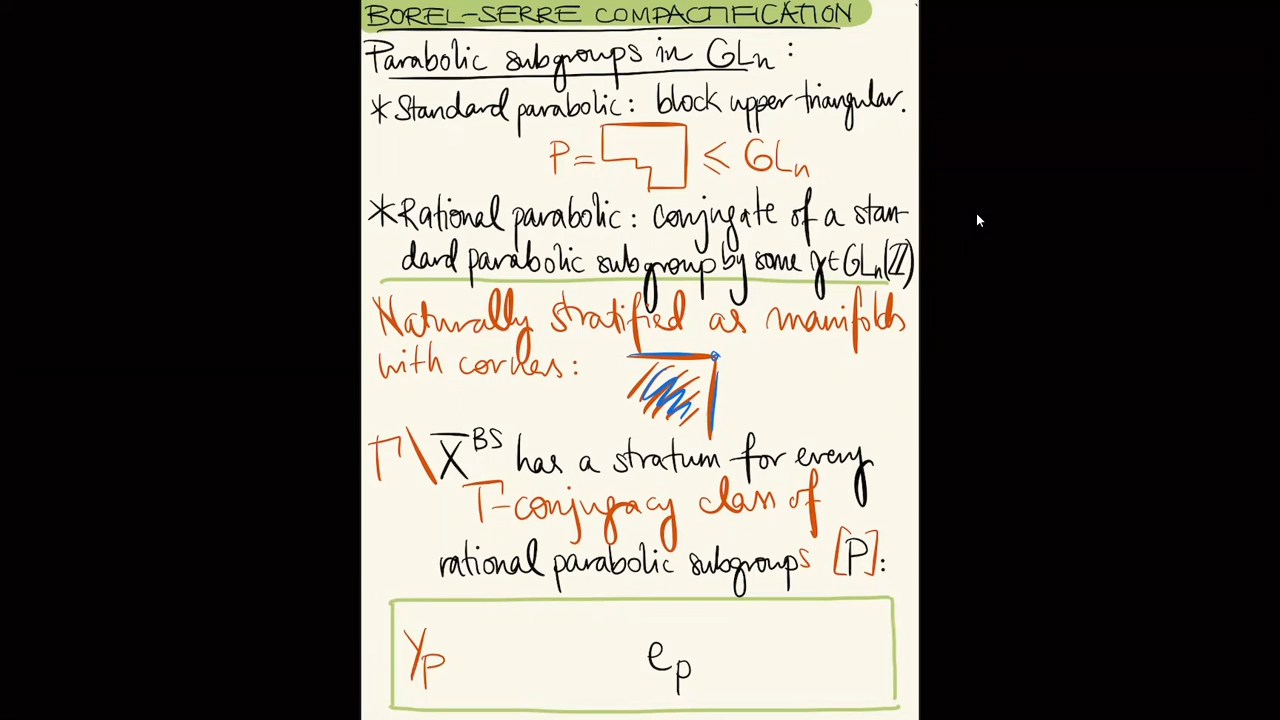 BOREL-SERRE COMPACTIFICATION
Parabolic subgroups in GLn:
*Standard parabolic: block upper triangular.
P= ≤ GLn
*Rational parabolic: conjugate of a stan-
dard parabolic subgroup by some γ∈GLn(ℤ)
Naturally stratified as manifolds
with corners:
Γ\X̅^BS has a stratum for every
Γ-conjugacy class of
rational parabolic subgroups [P]:
Y_P e_P